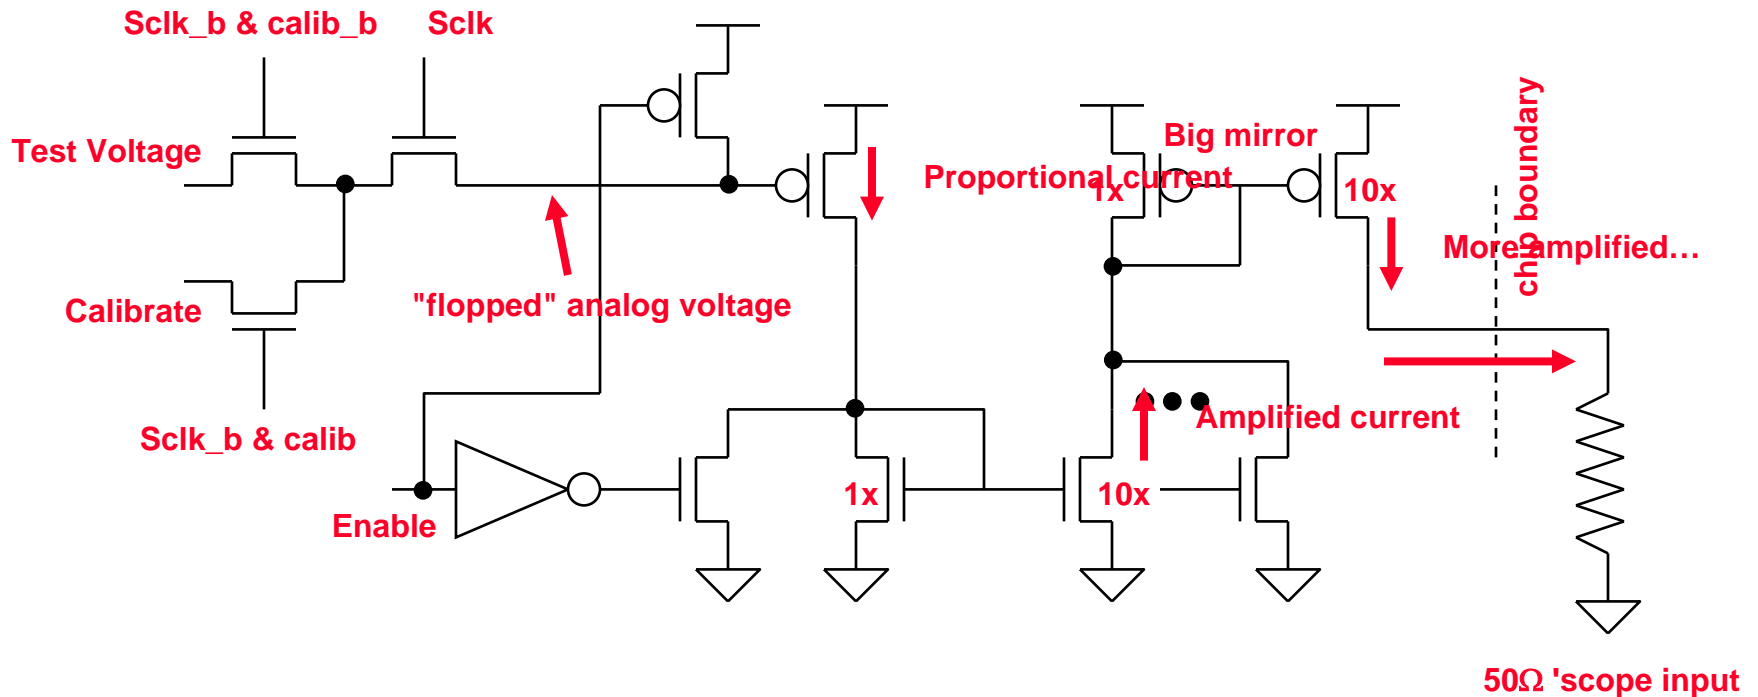 Sclk_b & calib_b
Sclk
Test Voltage
Big mirror
Proportional current
1x
10x
chip boundary
More amplified…
Calibrate
"flopped" analog voltage
Sclk_b & calib
Amplified current
1x
10x
Enable
50Ω 'scope input